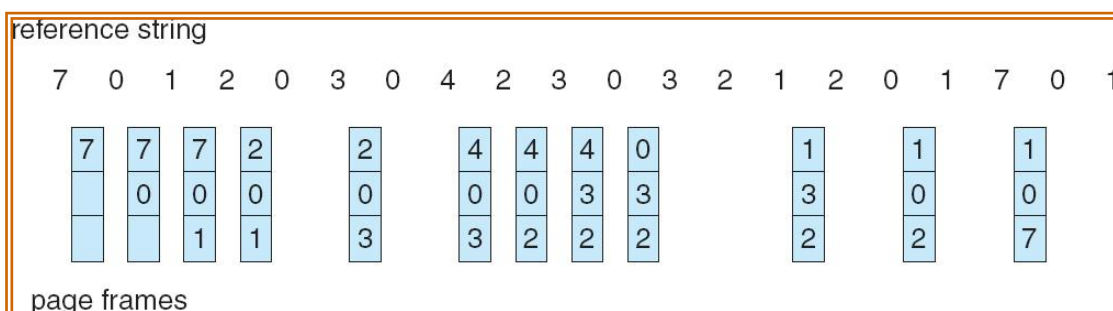 reference string
7 0 1 2 0 3 0 4 2 3 0 3 2 1 2 0 1 7 0 1
7 7 7 2 2 4 4 4 0 1 1 1
0 0 0 0 0 0 3 3 3 0 0
1 1 3 3 2 2 2 2 2 7
page frames